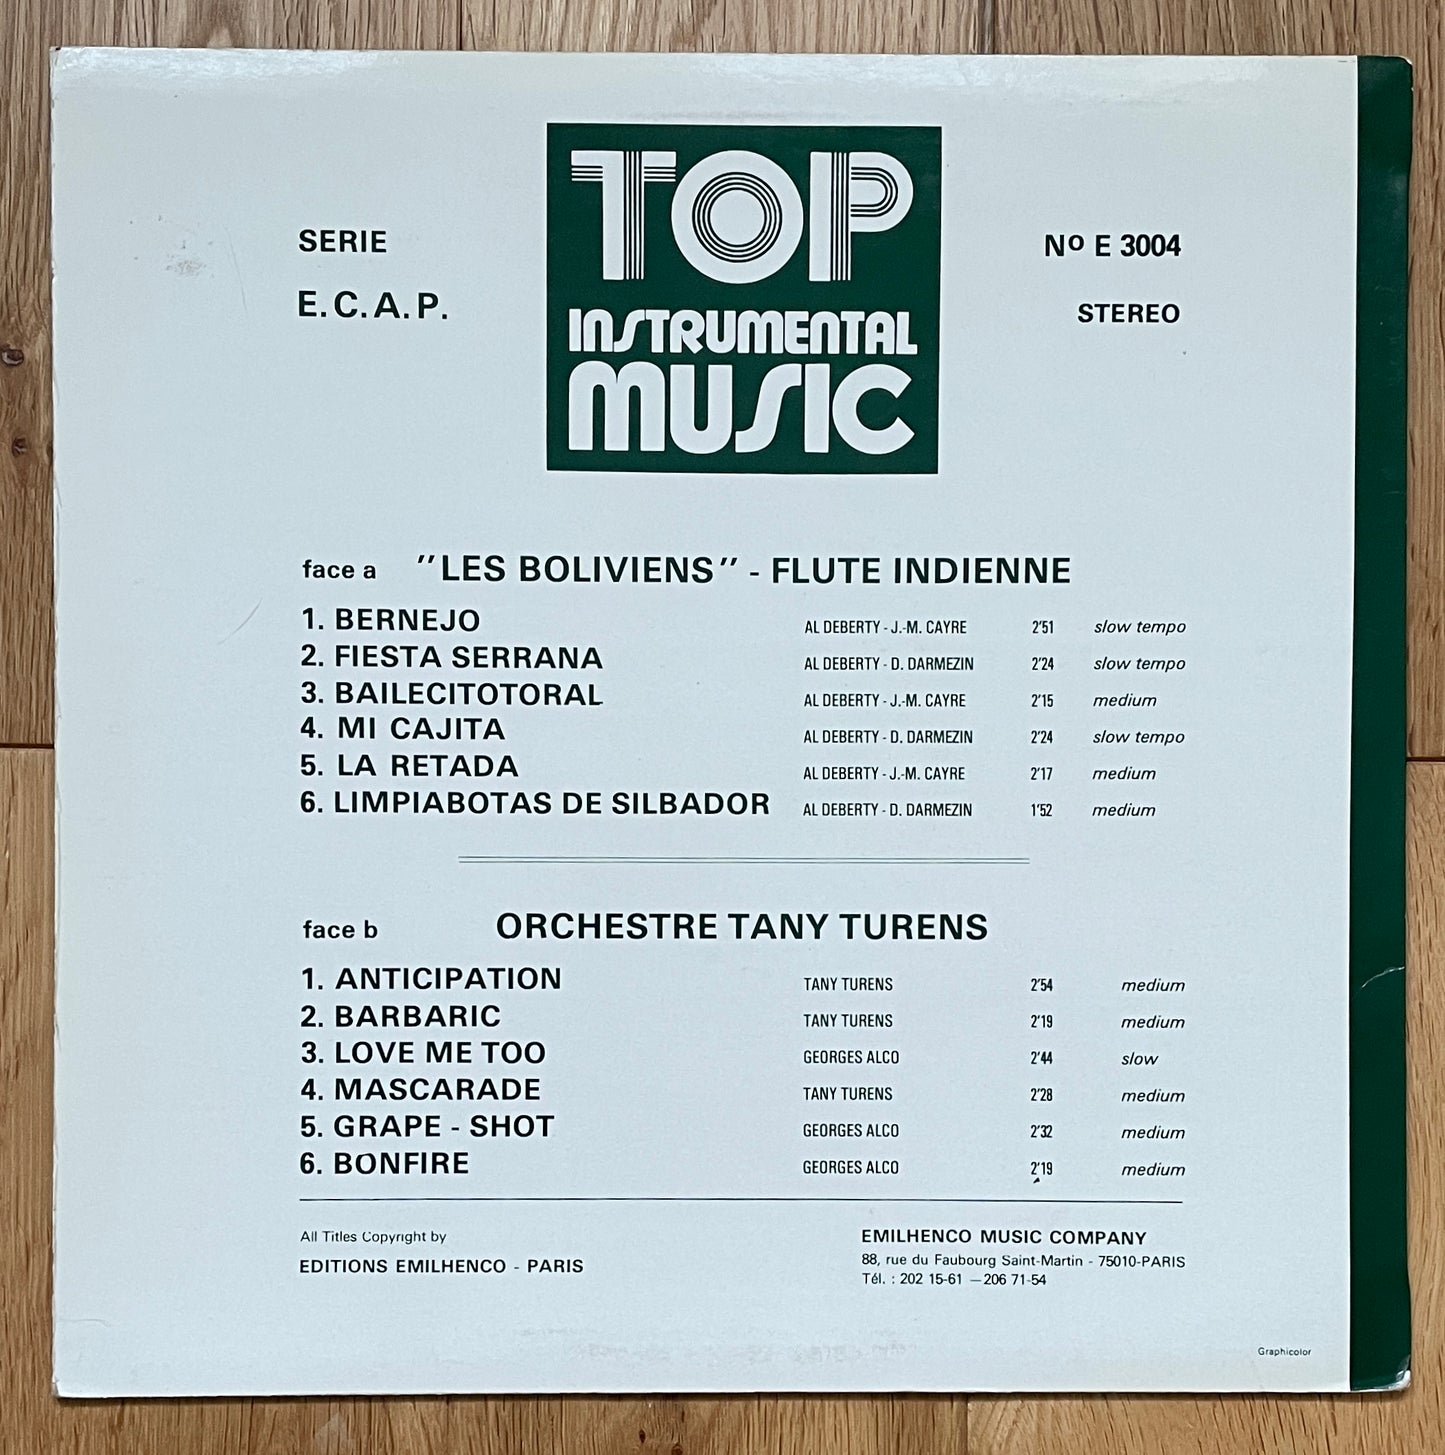 TOP
INSTRUMENTAL
MUSIC
SERIE
E.C.A.P.
Nº E 3004
STEREO
face a "LES BOLIVIENS" - FLUTE INDIENNE
1. BERNEJO AL DEBERTY - J.-M. CAYRE 2'51 slow tempo
2. FIESTA SERRANA AL DEBERTY - D. DARMEZIN 2'24 slow tempo
3. BAILECITOTORAL AL DEBERTY - J.-M. CAYRE 2'15 medium
4. MI CAJITA AL DEBERTY - D. DARMEZIN 2'24 slow tempo
5. LA RETADA AL DEBERTY - J.-M. CAYRE 2'17 medium
6. LIMPIABOTAS DE SILBADOR AL DEBERTY - D. DARMEZIN 1'52 medium
face b ORCHESTRE TANY TURENS
1. ANTICIPATION TANY TURENS 2'54 medium
2. BARBARIC TANY TURENS 2'19 medium
3. LOVE ME TOO GEORGES ALCO 2'44 slow
4. MASCARADE TANY TURENS 2'28 medium
5. GRAPE - SHOT GEORGES ALCO 2'32 medium
6. BONFIRE GEORGES ALCO 2'19 medium
All Titles Copyright by
EDITIONS EMILHENCO - PARIS
EMILHENCO MUSIC COMPANY
88, rue du Faubourg Saint-Martin - 75010-PARIS
Tél. : 202 15-61 — 206 71-54
Graphicolor